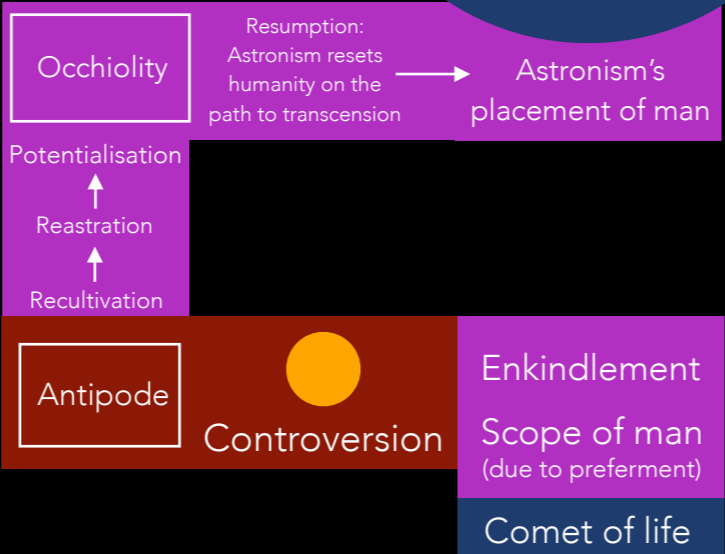 Occhiolity
Resumption:
Astronism resets
humanity on the
path to transcension
Astronism's
placement of man
Potentialisation
Reastration
Recultivation
Antipode
Controversion
Enkindlement
Scope of man
(due to preferment)
Comet of life